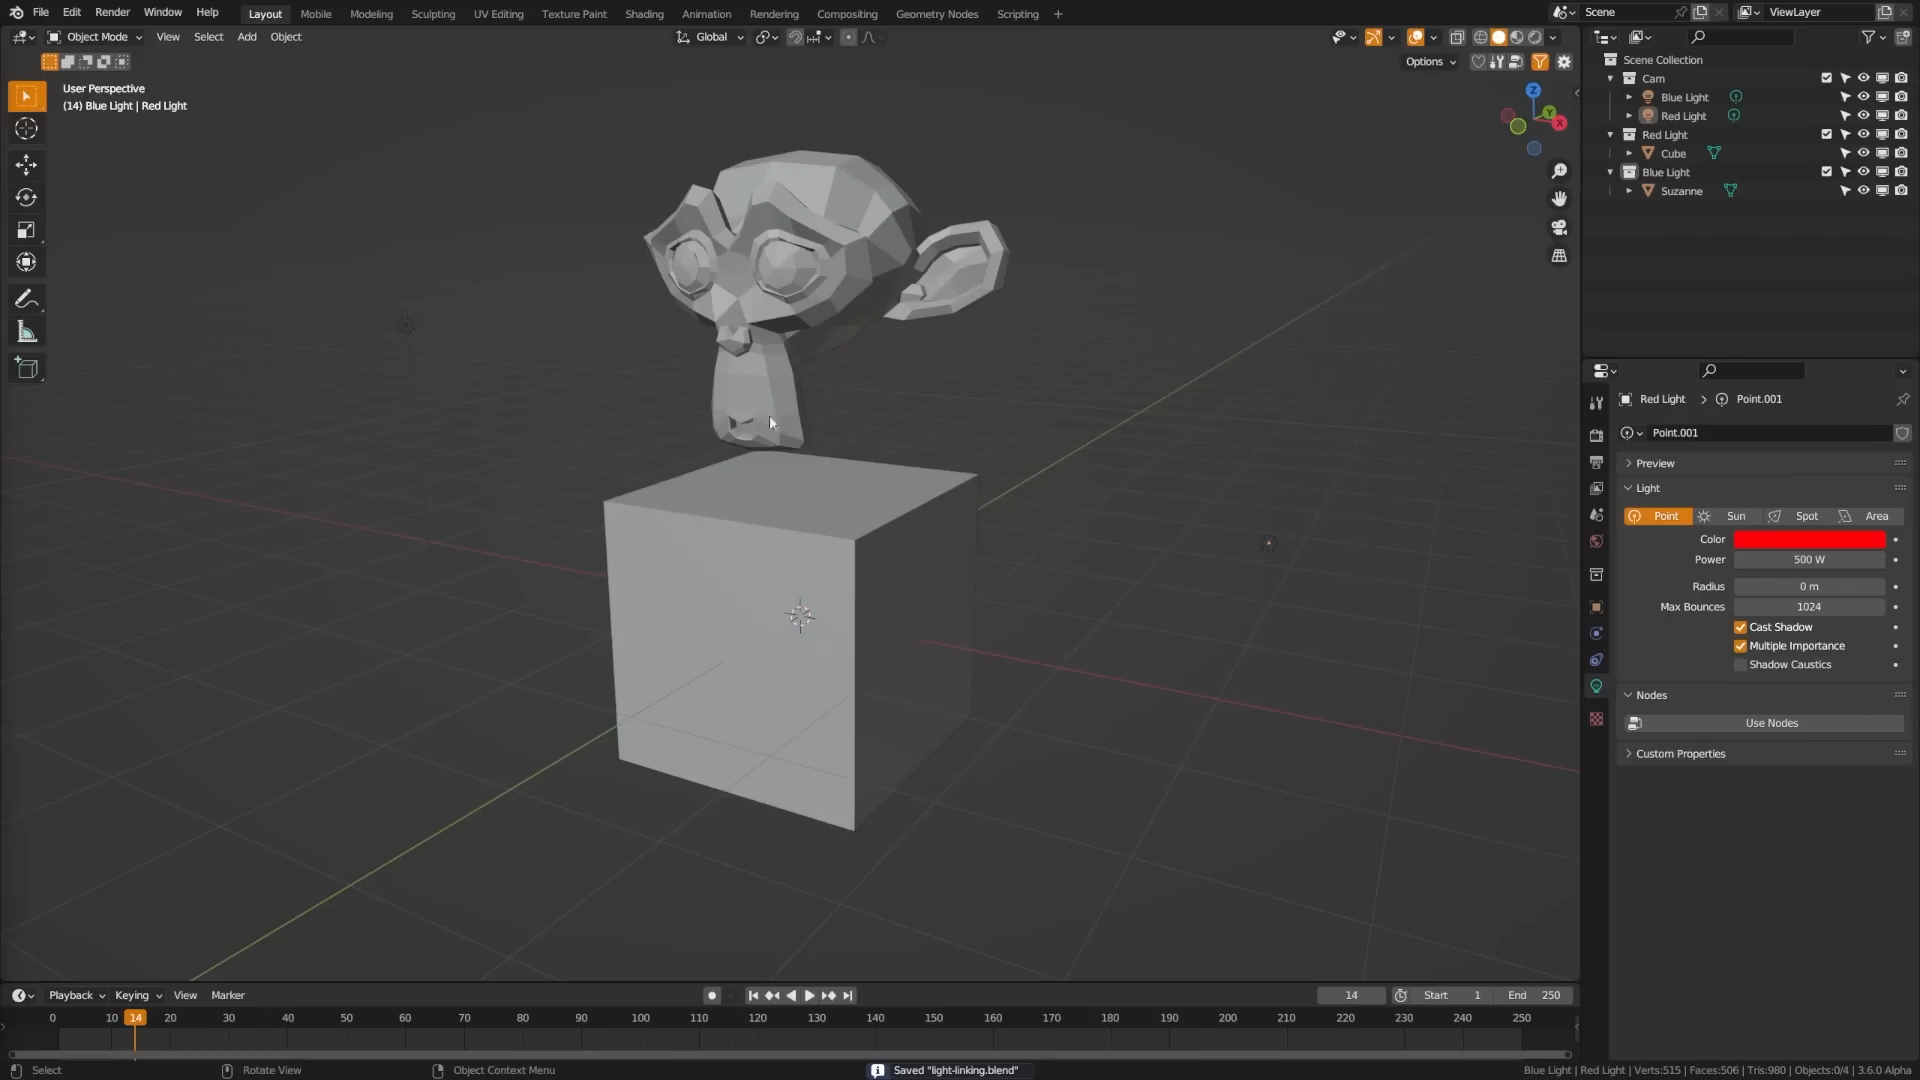 File Edit Render Window Help Layout Mobile Modeling Sculpting UV Editing Texture Paint Shading Animation Rendering Compositing Geometry Nodes Scripting + Scene ViewLayer
Object Mode View Select Add Object Global
Options
User Perspective
(14) Blue Light | Red Light
Z
Y
X
Scene Collection
Cam
Blue Light
Red Light
Red Light
Cube
Blue Light
Suzanne
Red Light > Point.001
Point.001
Preview
Light
Point Sun Spot Area
Color
Power 500 W
Radius 0 m
Max Bounces 1024
Cast Shadow
Multiple Importance
Shadow Caustics
Nodes
Use Nodes
Custom Properties
Playback Keying View Marker 14 Start 1 End 250
0 10 14 20 30 40 50 60 70 80 90 100 110 120 130 140 150 160 170 180 190 200 210 220 230 240 250
Select Rotate View Object Context Menu Saved "light-linking.blend" Blue Light | Red Light | Verts:515 | Faces:506 | Tris:980 | Objects:0/4 | 3.6.0 Alpha